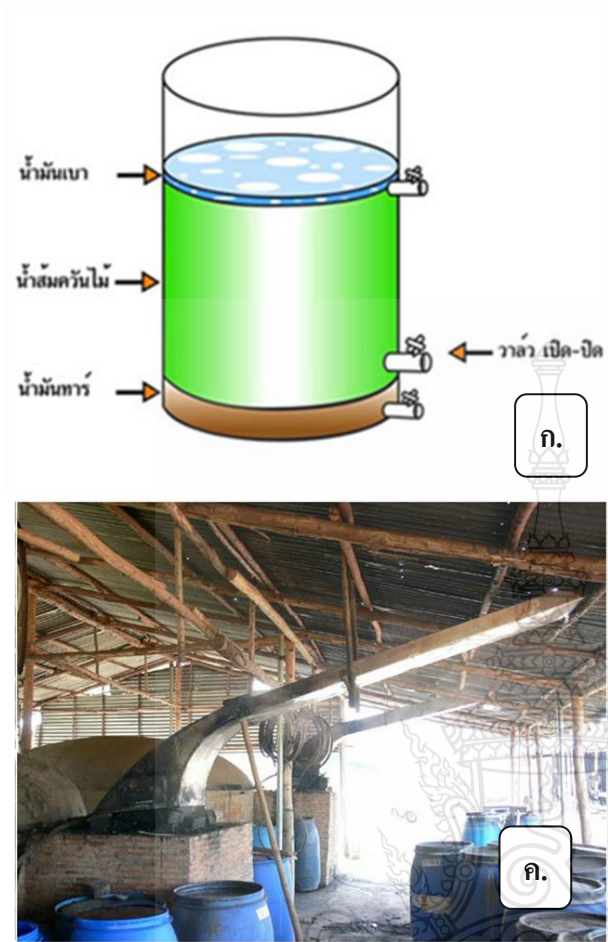 น้ำมันเบา
น้ำส้มควันไม้
วาล์ว เปิด-ปิด
น้ำมันทาร์
ก.
ค.